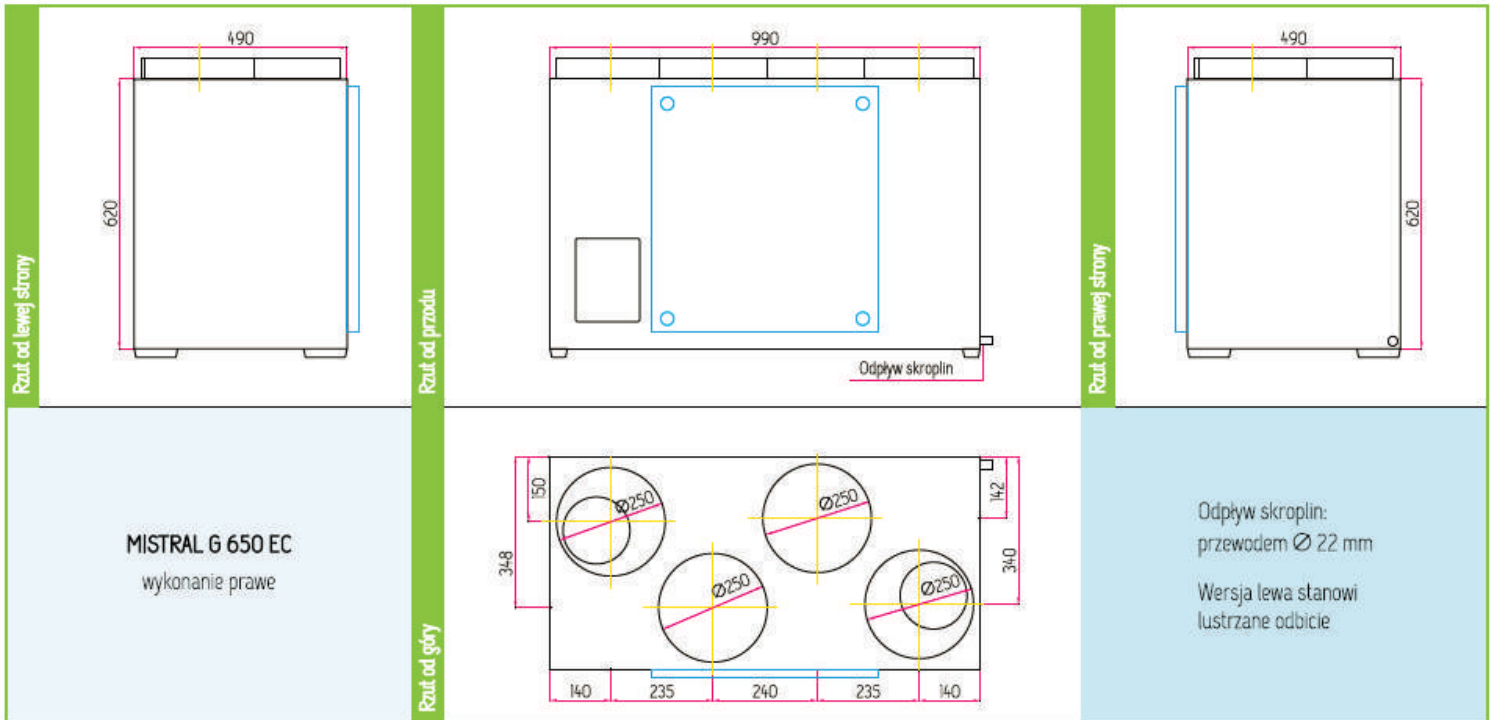 Rzut od lewej strony
490
620
Rzut od przodu
990
Odpływ skroplin
Rzut od prawej strony
490
620
MISTRAL G 650 EC
wykonanie prawe
Rzut od góry
150
348
Ø250
Ø250
Ø250
Ø250
142
340
140
235
240
235
140
Odpływ skroplin:
przewodem Ø 22 mm
Wersja lewa stanowi
lustrzane odbicie